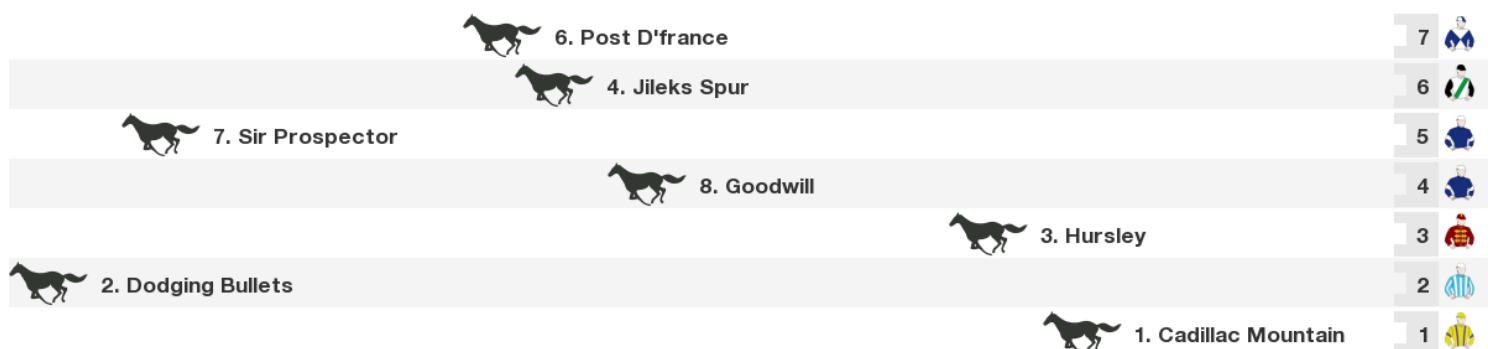 6. Post D'france 7
4. Jileks Spur 6
7. Sir Prospector 5
8. Goodwill 4
3. Hursley 3
2. Dodging Bullets 2
1. Cadillac Mountain 1